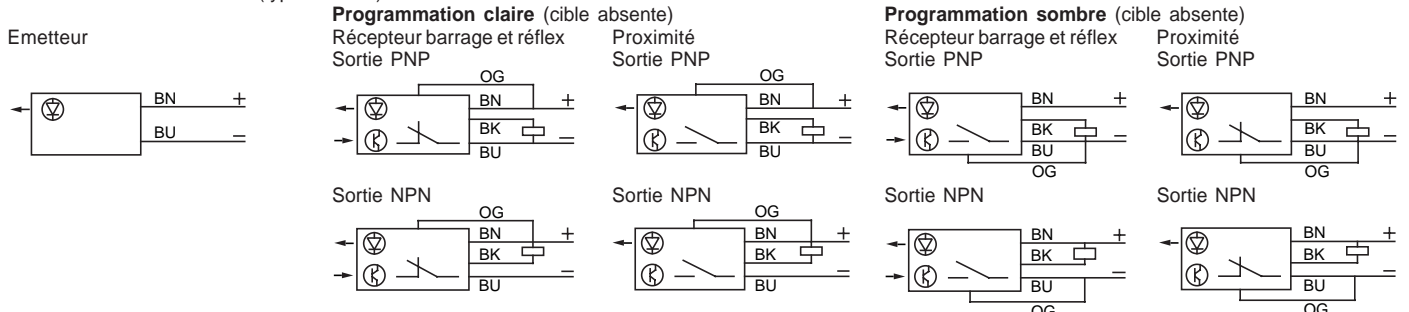 Programmation claire (cible absente)
Programmation sombre (cible absente)
Emetteur
Récepteur barrage et réflex
Proximité
Récepteur barrage et réflex
Proximité
Sortie PNP
Sortie PNP
Sortie PNP
Sortie PNP
BN
+
BU
–
OG
BN
+
BK
–
BU
OG
BN
+
BK
–
BU
BN
+
BK
–
BU
OG
BN
+
BK
–
BU
OG
Sortie NPN
Sortie NPN
Sortie NPN
Sortie NPN
OG
BN
+
BK
–
BU
OG
BN
+
BK
–
BU
BN
+
BK
–
BU
OG
BN
+
BK
–
BU
OG